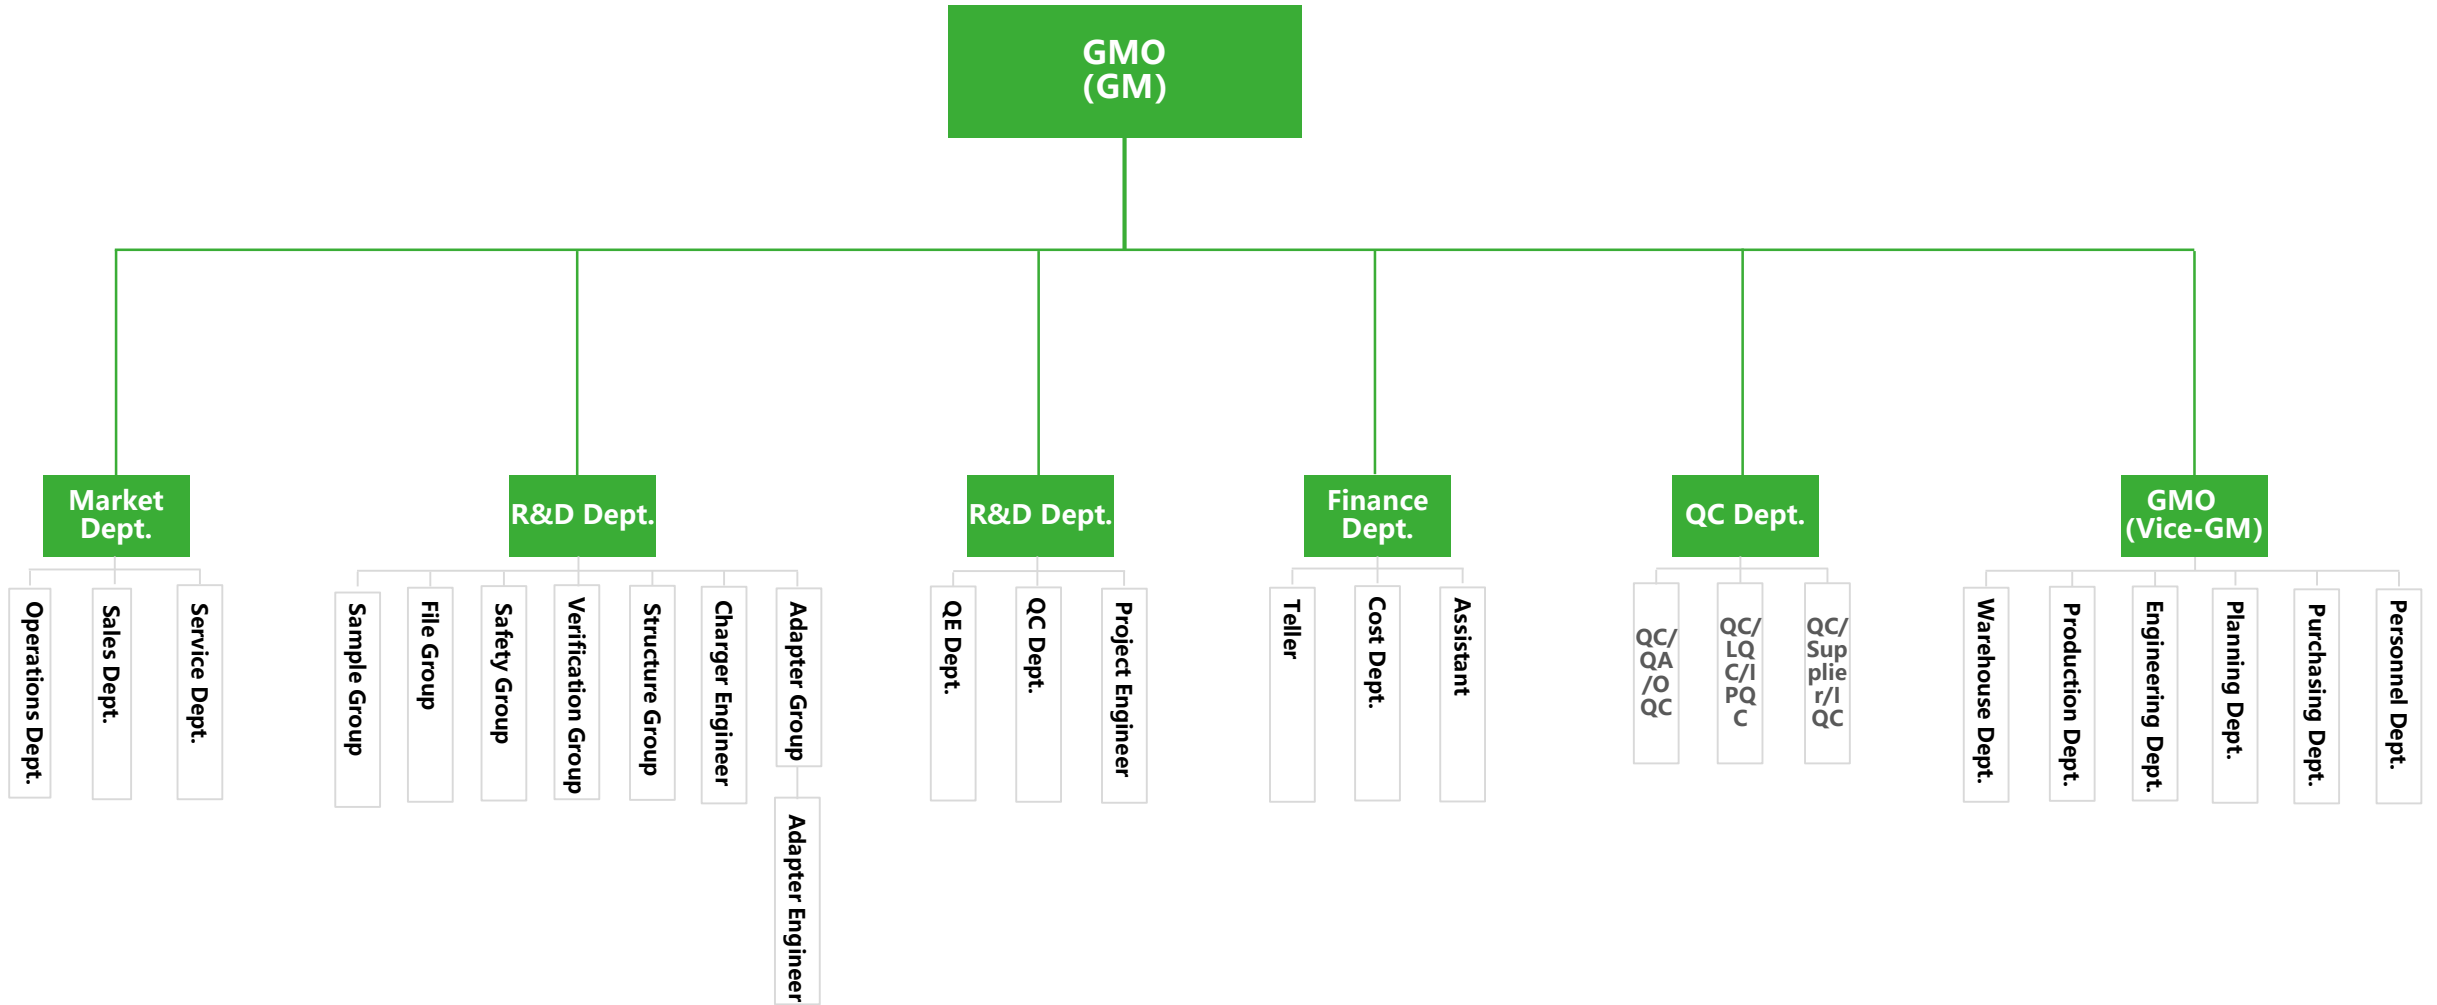 GMO
(GM)
Market
Dept.
R&D Dept.
R&D Dept.
Finance
Dept.
QC Dept.
GMO
(Vice-GM)
Operations Dept.
Sales Dept.
Service Dept.
Sample Group
File Group
Safety Group
Verification Group
Structure Group
Charger Engineer
Adapter Group
Adapter Engineer
QE Dept.
QC Dept.
Project Engineer
Teller
Cost Dept.
Assistant
QC/
QA
/O
QC
QC/
LQ
C/I
PQ
C
QC/
Sup
plie
r/I
QC
Warehouse Dept.
Production Dept.
Engineering Dept.
Planning Dept.
Purchasing Dept.
Personnel Dept.